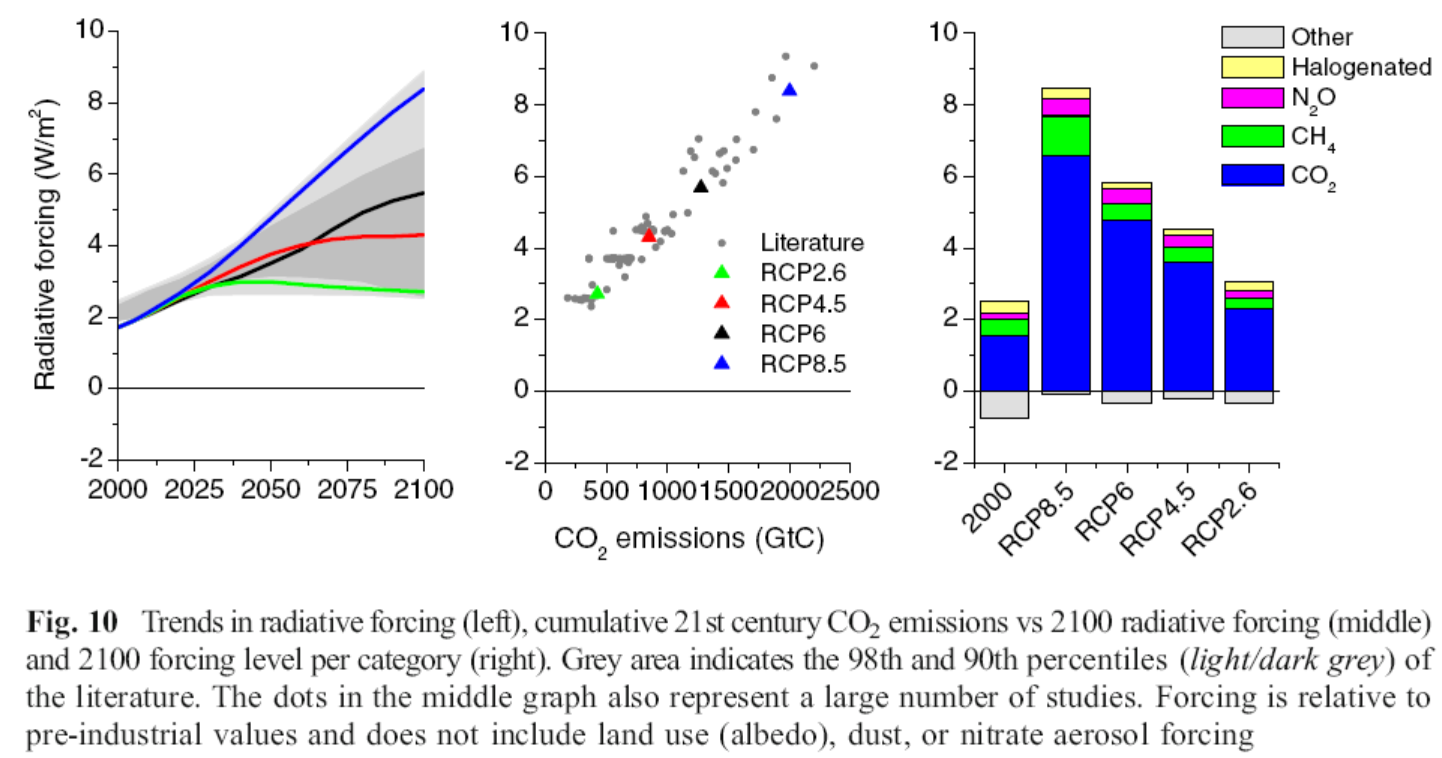 Radiative forcing (W/m²)
10
8
6
4
2
0
-2
2000 2025 2050 2075 2100
10
8
6
4
2
0
-2
Literature
RCP2.6
RCP4.5
RCP6
RCP8.5
0 500 1000 1500 2000 2500
CO₂ emissions (GtC)
10
8
6
4
2
0
-2
Other
Halogenated
N₂O
CH₄
CO₂
2000 RCP8.5 RCP6 RCP4.5 RCP2.6
Fig. 10 Trends in radiative forcing (left), cumulative 21st century CO₂ emissions vs 2100 radiative forcing (middle)
and 2100 forcing level per category (right). Grey area indicates the 98th and 90th percentiles (light/dark grey) of
the literature. The dots in the middle graph also represent a large number of studies. Forcing is relative to
pre-industrial values and does not include land use (albedo), dust, or nitrate aerosol forcing